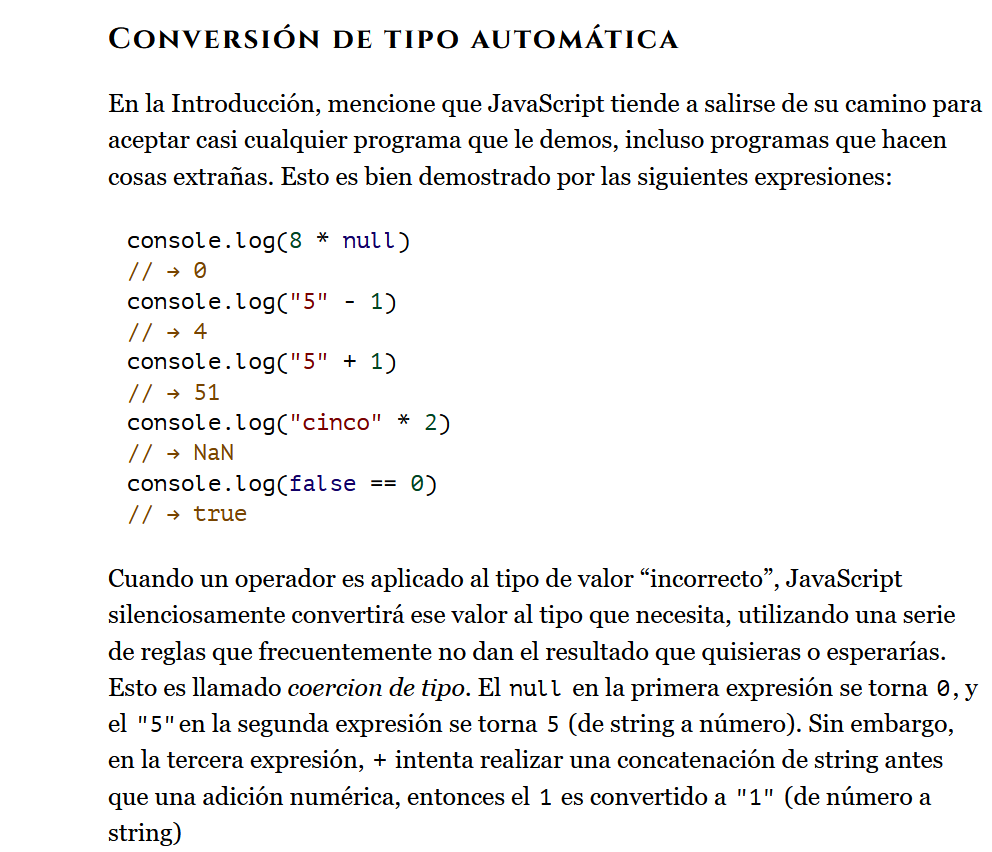 CONVERSIÓN DE TIPO AUTOMÁTICA
En la Introducción, mencione que JavaScript tiende a salirse de su camino para
aceptar casi cualquier programa que le demos, incluso programas que hacen
cosas extrañas. Esto es bien demostrado por las siguientes expresiones:
console.log(8 * null)
// → 0
console.log("5" - 1)
// → 4
console.log("5" + 1)
// → 51
console.log("cinco" * 2)
// → NaN
console.log(false == 0)
// → true
Cuando un operador es aplicado al tipo de valor “incorrecto”, JavaScript
silenciosamente convertirá ese valor al tipo que necesita, utilizando una serie
de reglas que frecuentemente no dan el resultado que quisieras o esperarías.
Esto es llamado coercion de tipo. El null en la primera expresión se torna 0, y
el "5" en la segunda expresión se torna 5 (de string a número). Sin embargo,
en la tercera expresión, + intenta realizar una concatenación de string antes
que una adición numérica, entonces el 1 es convertido a "1" (de número a
string)